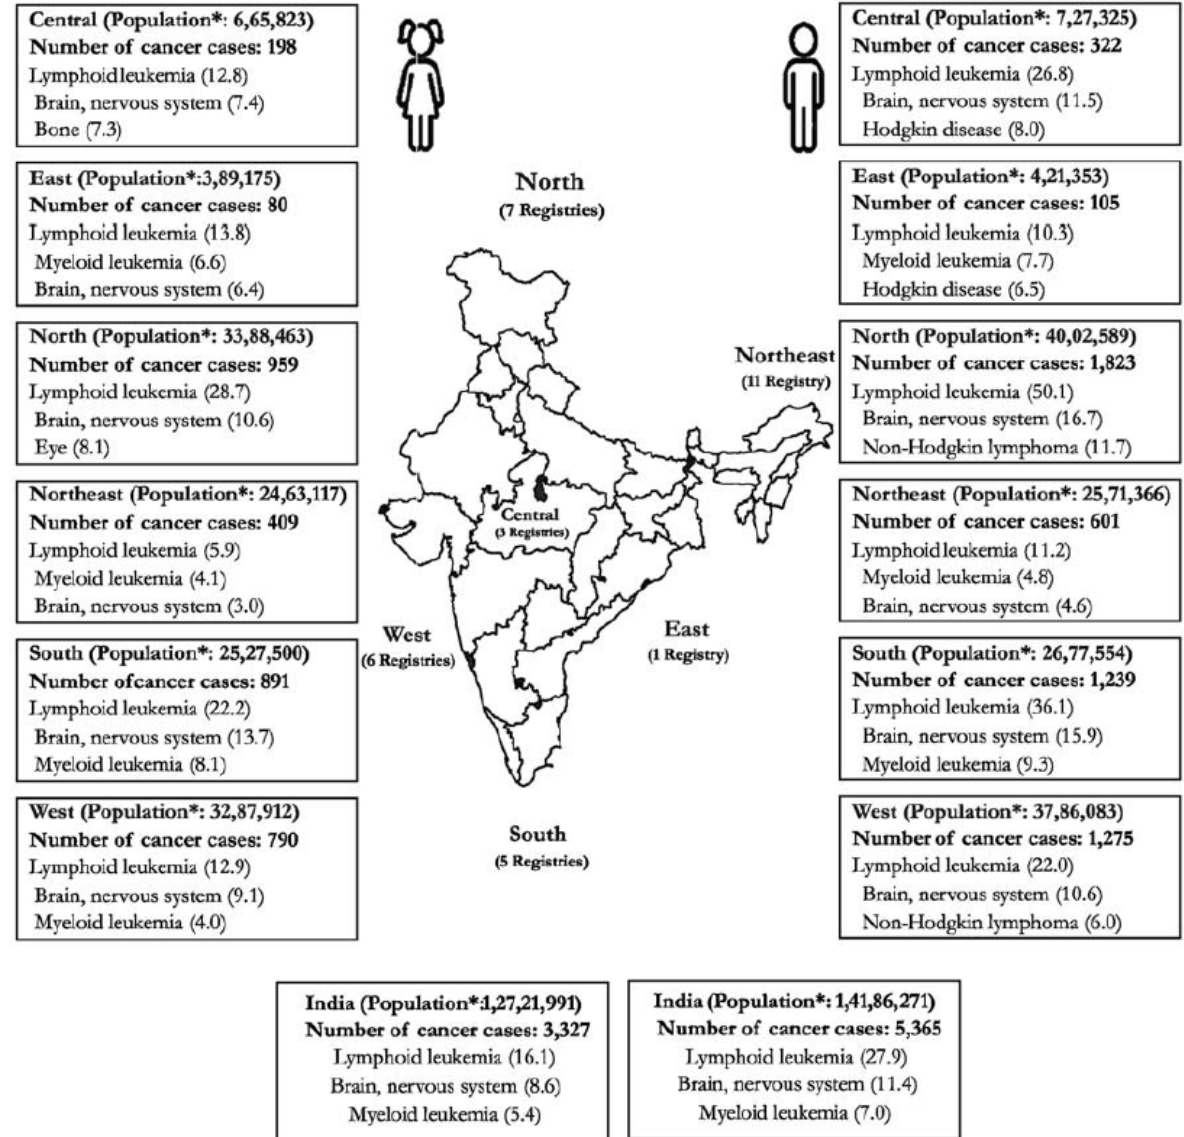 Central (Population*: 6,65,823)
Number of cancer cases: 198
Lymphoid leukemia (12.8)
Brain, nervous system (7.4)
Bone (7.3)
East (Population*:3,89,175)
Number of cancer cases: 80
Lymphoid leukemia (13.8)
Myeloid leukemia (6.6)
Brain, nervous system (6.4)
North (Population*: 33,88,463)
Number of cancer cases: 959
Lymphoid leukemia (28.7)
Brain, nervous system (10.6)
Eye (8.1)
Northeast (Population*: 24,63,117)
Number of cancer cases: 409
Lymphoid leukemia (5.9)
Myeloid leukemia (4.1)
Brain, nervous system (3.0)
South (Population*: 25,27,500)
Number ofcancer cases: 891
Lymphoid leukemia (22.2)
Brain, nervous system (13.7)
Myeloid leukemia (8.1)
West (Population*: 32,87,912)
Number of cancer cases: 790
Lymphoid leukemia (12.9)
Brain, nervous system (9.1)
Myeloid leukemia (4.0)
North
(7 Registries)
Northeast
(11 Registry)
Central
(3 Registries)
West
(6 Registries)
East
(1 Registry)
South
(5 Registries)
Central (Population*: 7,27,325)
Number of cancer cases: 322
Lymphoid leukemia (26.8)
Brain, nervous system (11.5)
Hodgkin disease (8.0)
East (Population*: 4,21,353)
Number of cancer cases: 105
Lymphoid leukemia (10.3)
Myeloid leukemia (7.7)
Hodgkin disease (6.5)
North (Population*: 40,02,589)
Number of cancer cases: 1,823
Lymphoid leukemia (50.1)
Brain, nervous system (16.7)
Non-Hodgkin lymphoma (11.7)
Northeast (Population*: 25,71,366)
Number of cancer cases: 601
Lymphoid leukemia (11.2)
Myeloid leukemia (4.8)
Brain, nervous system (4.6)
South (Population*: 26,77,554)
Number of cancer cases: 1,239
Lymphoid leukemia (36.1)
Brain, nervous system (15.9)
Myeloid leukemia (9.3)
West (Population*: 37,86,083)
Number of cancer cases: 1,275
Lymphoid leukemia (22.0)
Brain, nervous system (10.6)
Non-Hodgkin lymphoma (6.0)
India (Population*:1,27,21,991)
Number of cancer cases: 3,327
Lymphoid leukemia (16.1)
Brain, nervous system (8.6)
Myeloid leukemia (5.4)
India (Population*: 1,41,86,271)
Number of cancer cases: 5,365
Lymphoid leukemia (27.9)
Brain, nervous system (11.4)
Myeloid leukemia (7.0)